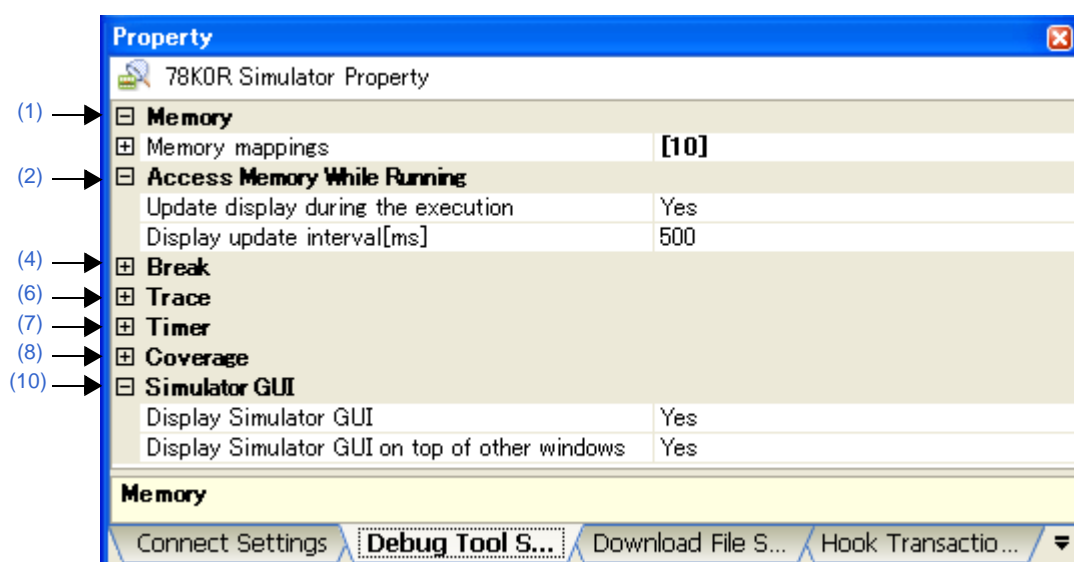 Property
78K0R Simulator Property
(1) Memory
Memory mappings [10]
(2) Access Memory While Running
Update display during the execution Yes
Display update interval[ms] 500
(4) Break
(6) Trace
(7) Timer
(8) Coverage
(10) Simulator GUI
Display Simulator GUI Yes
Display Simulator GUI on top of other windows Yes
Memory
Connect Settings Debug Tool S... Download File S... Hook Transactio...